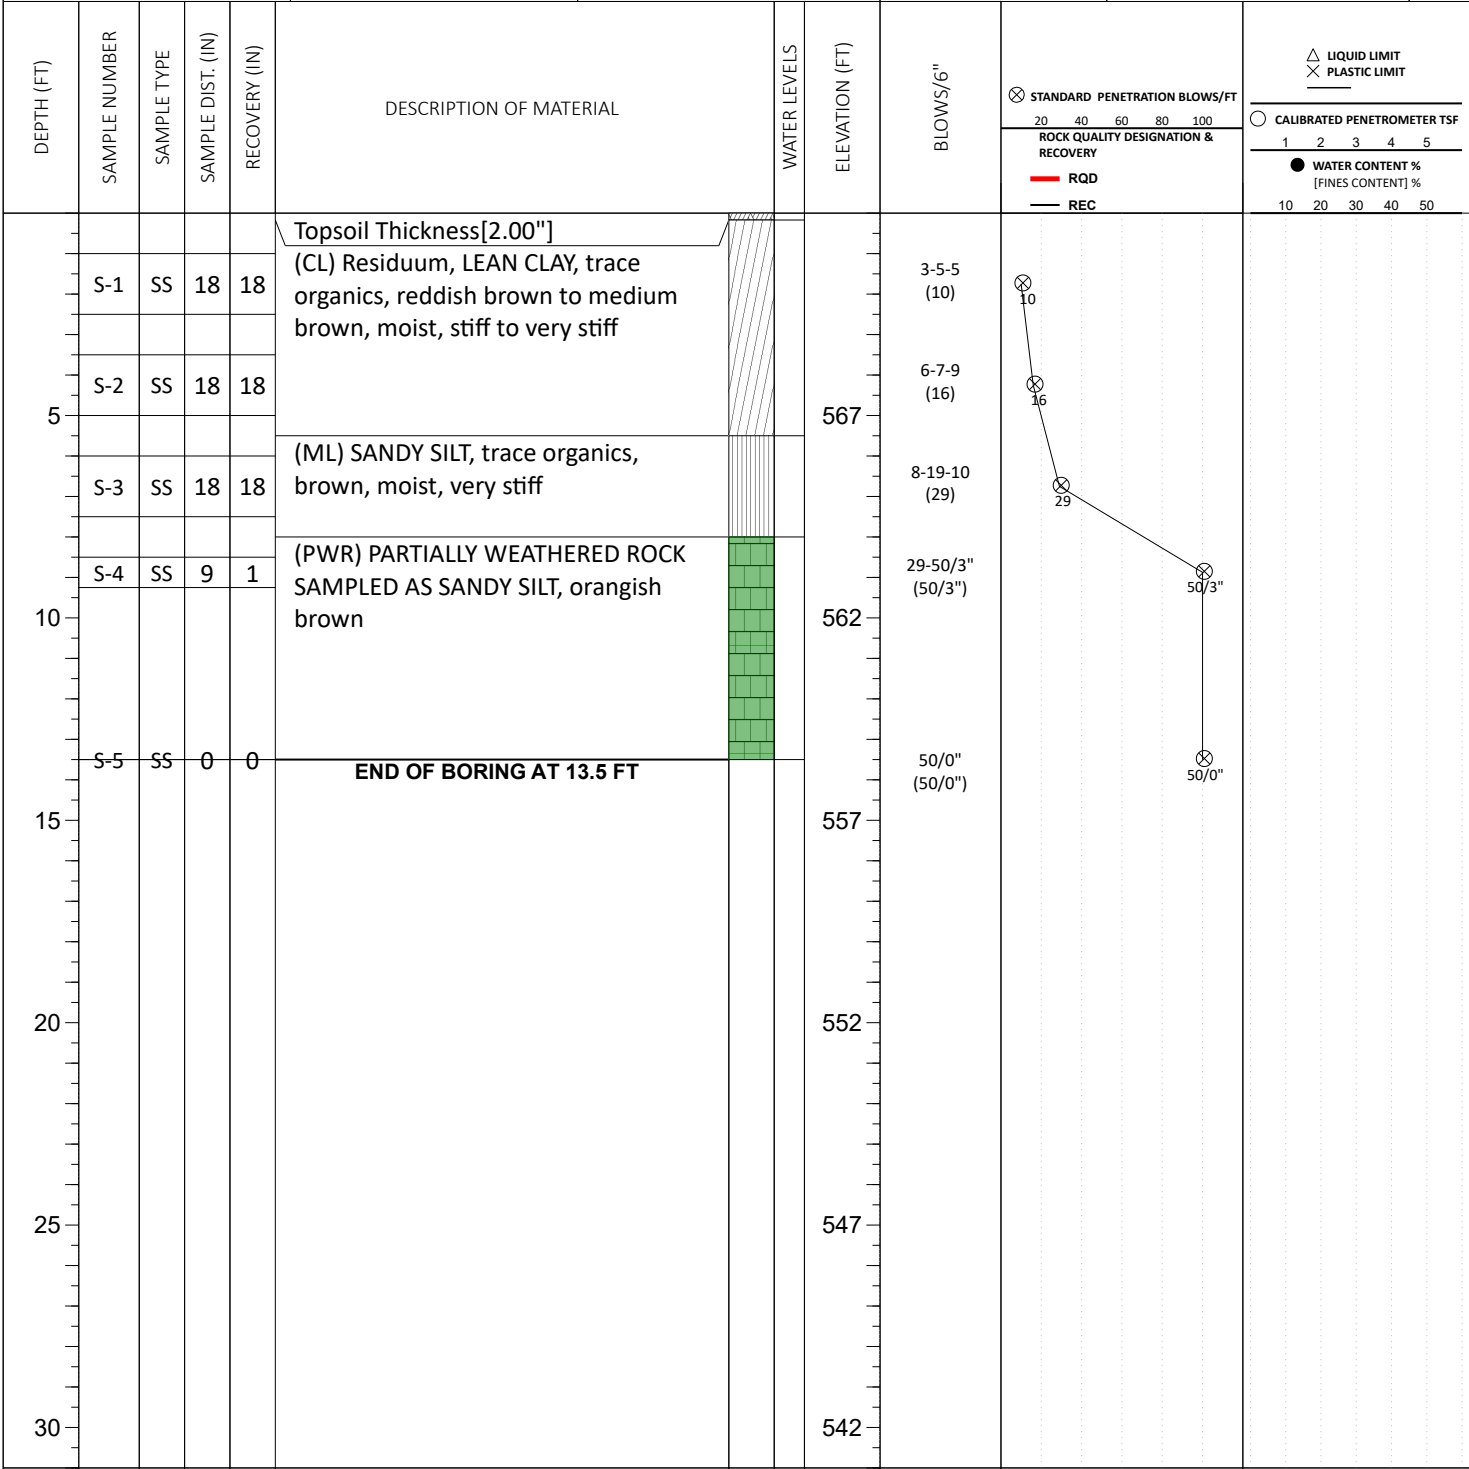 DEPTH (FT)
SAMPLE NUMBER
SAMPLE TYPE
SAMPLE DIST. (IN)
RECOVERY (IN)
DESCRIPTION OF MATERIAL
WATER LEVELS
ELEVATION (FT)
BLOWS/6"
STANDARD PENETRATION BLOWS/FT
20 40 60 80 100
ROCK QUALITY DESIGNATION &
RECOVERY
RQD
REC
LIQUID LIMIT
PLASTIC LIMIT
CALIBRATED PENETROMETER TSF
1 2 3 4 5
WATER CONTENT %
[FINES CONTENT] %
10 20 30 40 50
Topsoil Thickness[2.00"]
(CL) Residuum, LEAN CLAY, trace
organics, reddish brown to medium
brown, moist, stiff to very stiff
S-1 SS 18 18
3-5-5
(10)
10
S-2 SS 18 18
6-7-9
(16)
16
5
567
(ML) SANDY SILT, trace organics,
brown, moist, very stiff
S-3 SS 18 18
8-19-10
(29)
29
(PWR) PARTIALLY WEATHERED ROCK
SAMPLED AS SANDY SILT, orangish
brown
S-4 SS 9 1
29-50/3"
(50/3")
50/3"
10
562
S-5 SS 0 0
END OF BORING AT 13.5 FT
50/0"
(50/0")
50/0"
15
557
20
552
25
547
30
542